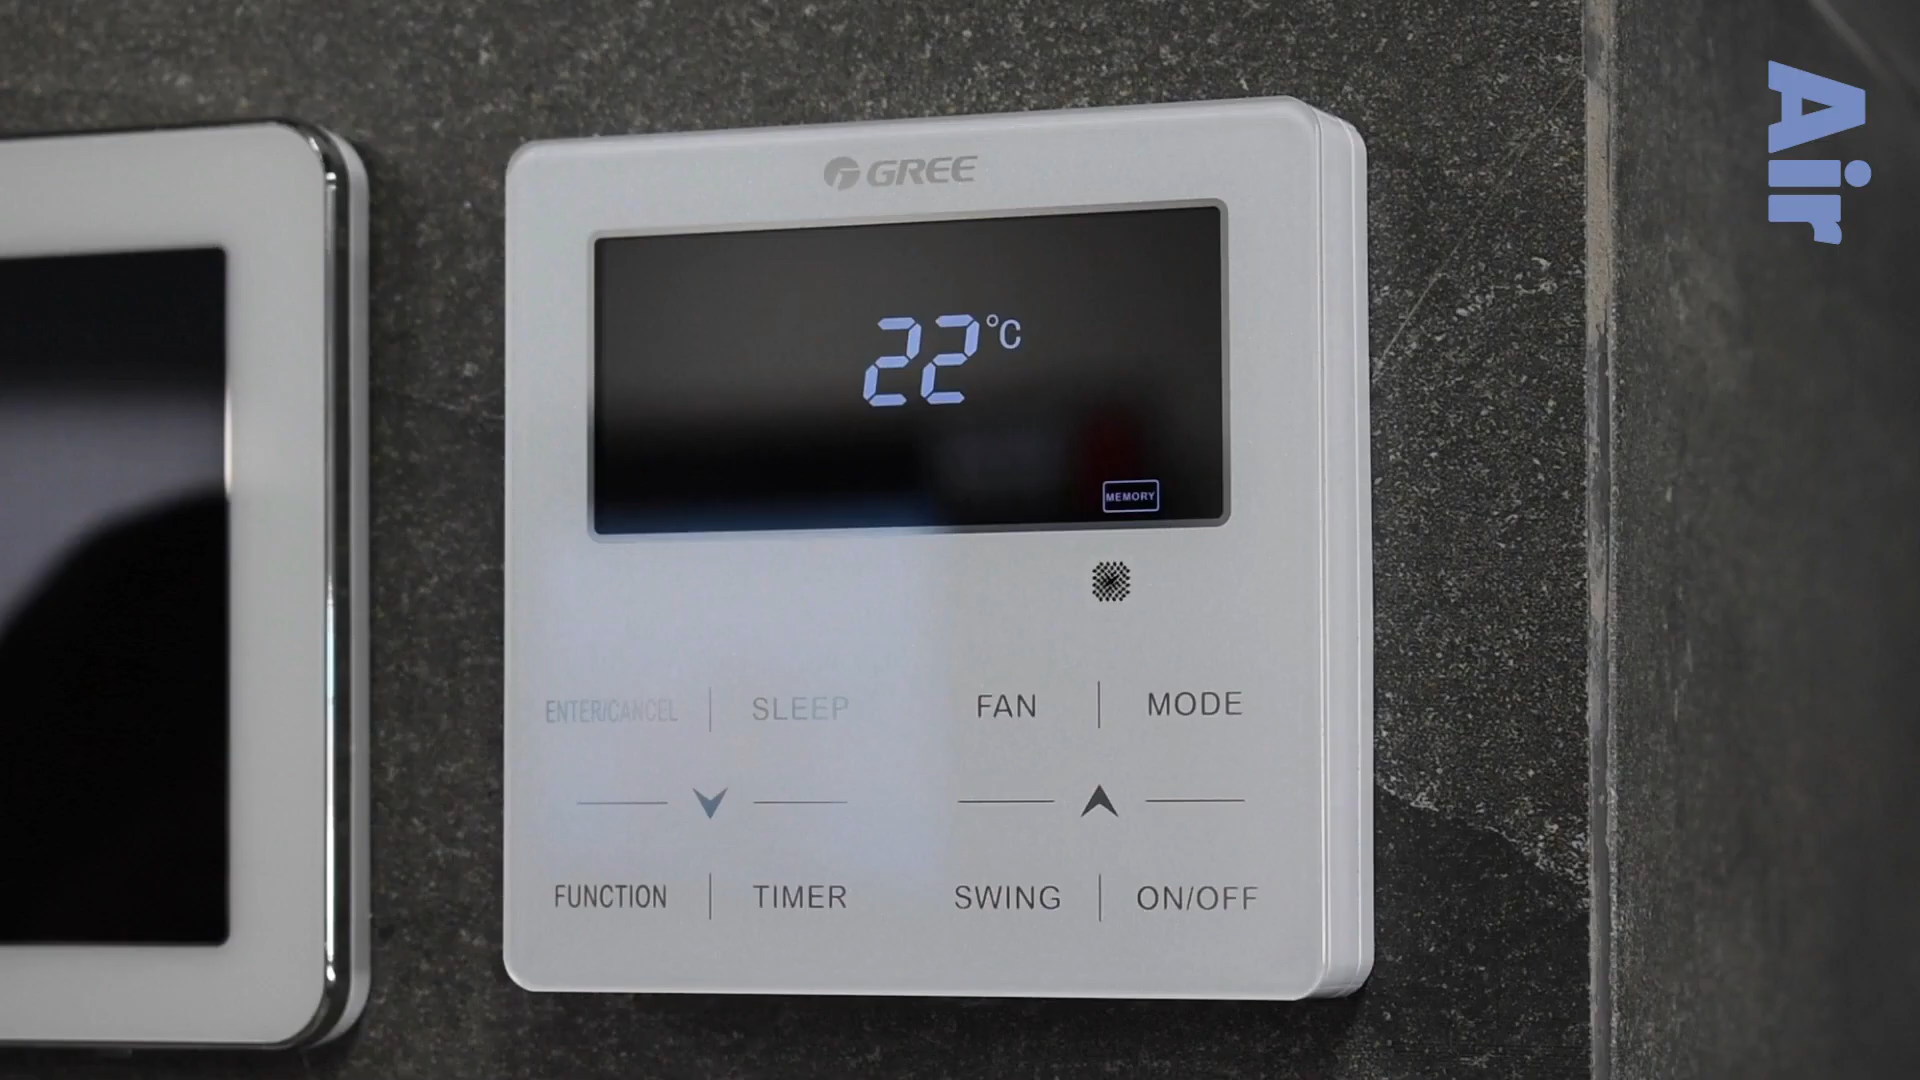 GREE
22°C
MEMORY
ENTER/CANCEL
SLEEP
FAN
MODE
FUNCTION
TIMER
SWING
ON/OFF
Air